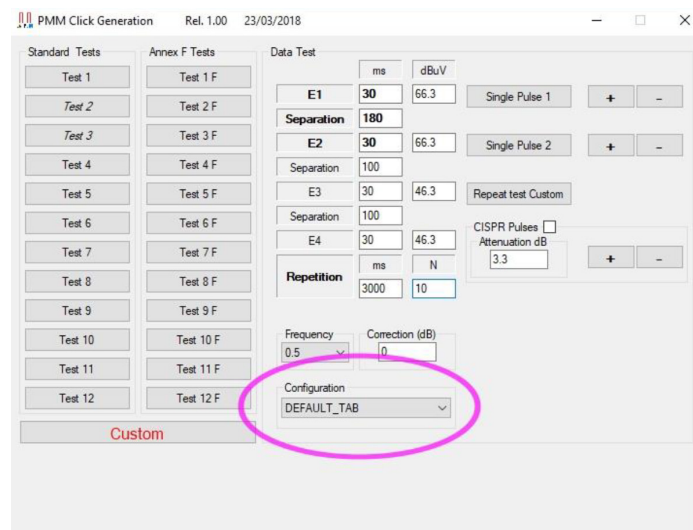 PMM Click Generation Rel. 1.00 23/03/2018
Standard Tests
Test 1
Test 2
Test 3
Test 4
Test 5
Test 6
Test 7
Test 8
Test 9
Test 10
Test 11
Test 12
Custom
Annex F Tests
Test 1 F
Test 2 F
Test 3 F
Test 4 F
Test 5 F
Test 6 F
Test 7 F
Test 8 F
Test 9 F
Test 10 F
Test 11 F
Test 12 F
Data Test
ms dBuV
E1 30 66.3 Single Pulse 1 + -
Separation 180
E2 30 66.3 Single Pulse 2 + -
Separation 100
E3 30 46.3 Repeat test Custom
Separation 100
E4 30 46.3
CISPR Pulses
Attenuation dB
3.3 + -
Repetition
ms N
3000 10
Frequency Correction (dB)
0.5 0
Configuration
DEFAULT_TAB